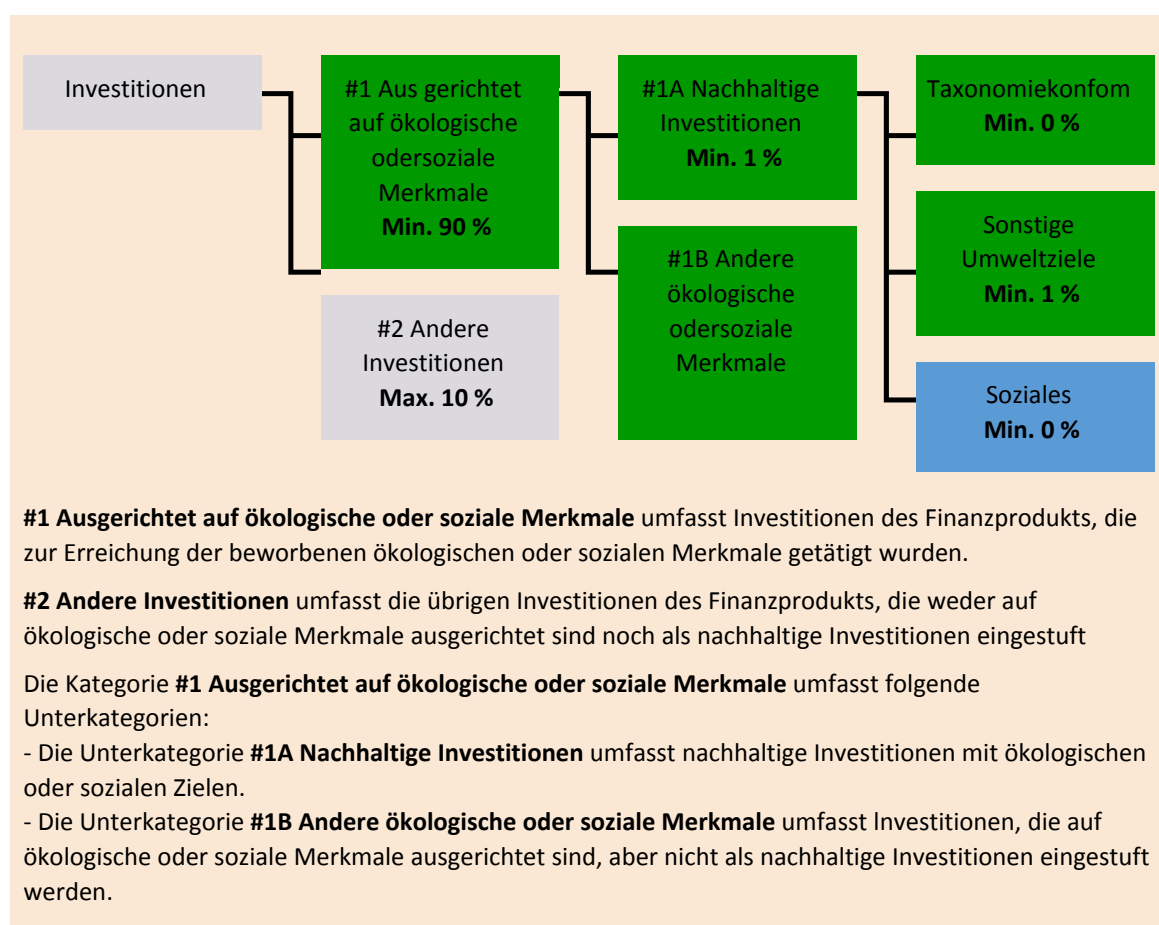 Investitionen
#1 Aus gerichtet
auf ökologische
odersoziale
Merkmale
Min. 90 %
#2 Andere
Investitionen
Max. 10 %
#1A Nachhaltige
Investitionen
Min. 1 %
#1B Andere
ökologische
odersoziale
Merkmale
Taxonomiekonfom
Min. 0 %
Sonstige
Umweltziele
Min. 1 %
Soziales
Min. 0 %
#1 Ausgerichtet auf ökologische oder soziale Merkmale umfasst Investitionen des Finanzprodukts, die
zur Erreichung der beworbenen ökologischen oder sozialen Merkmale getätigt wurden.
#2 Andere Investitionen umfasst die übrigen Investitionen des Finanzprodukts, die weder auf
ökologische oder soziale Merkmale ausgerichtet sind noch als nachhaltige Investitionen eingestuft
Die Kategorie #1 Ausgerichtet auf ökologische oder soziale Merkmale umfasst folgende
Unterkategorien:
- Die Unterkategorie #1A Nachhaltige Investitionen umfasst nachhaltige Investitionen mit ökologischen
oder sozialen Zielen.
- Die Unterkategorie #1B Andere ökologische oder soziale Merkmale umfasst lnvestitionen, die auf
ökologische oder soziale Merkmale ausgerichtet sind, aber nicht als nachhaltige Investitionen eingestuft
werden.